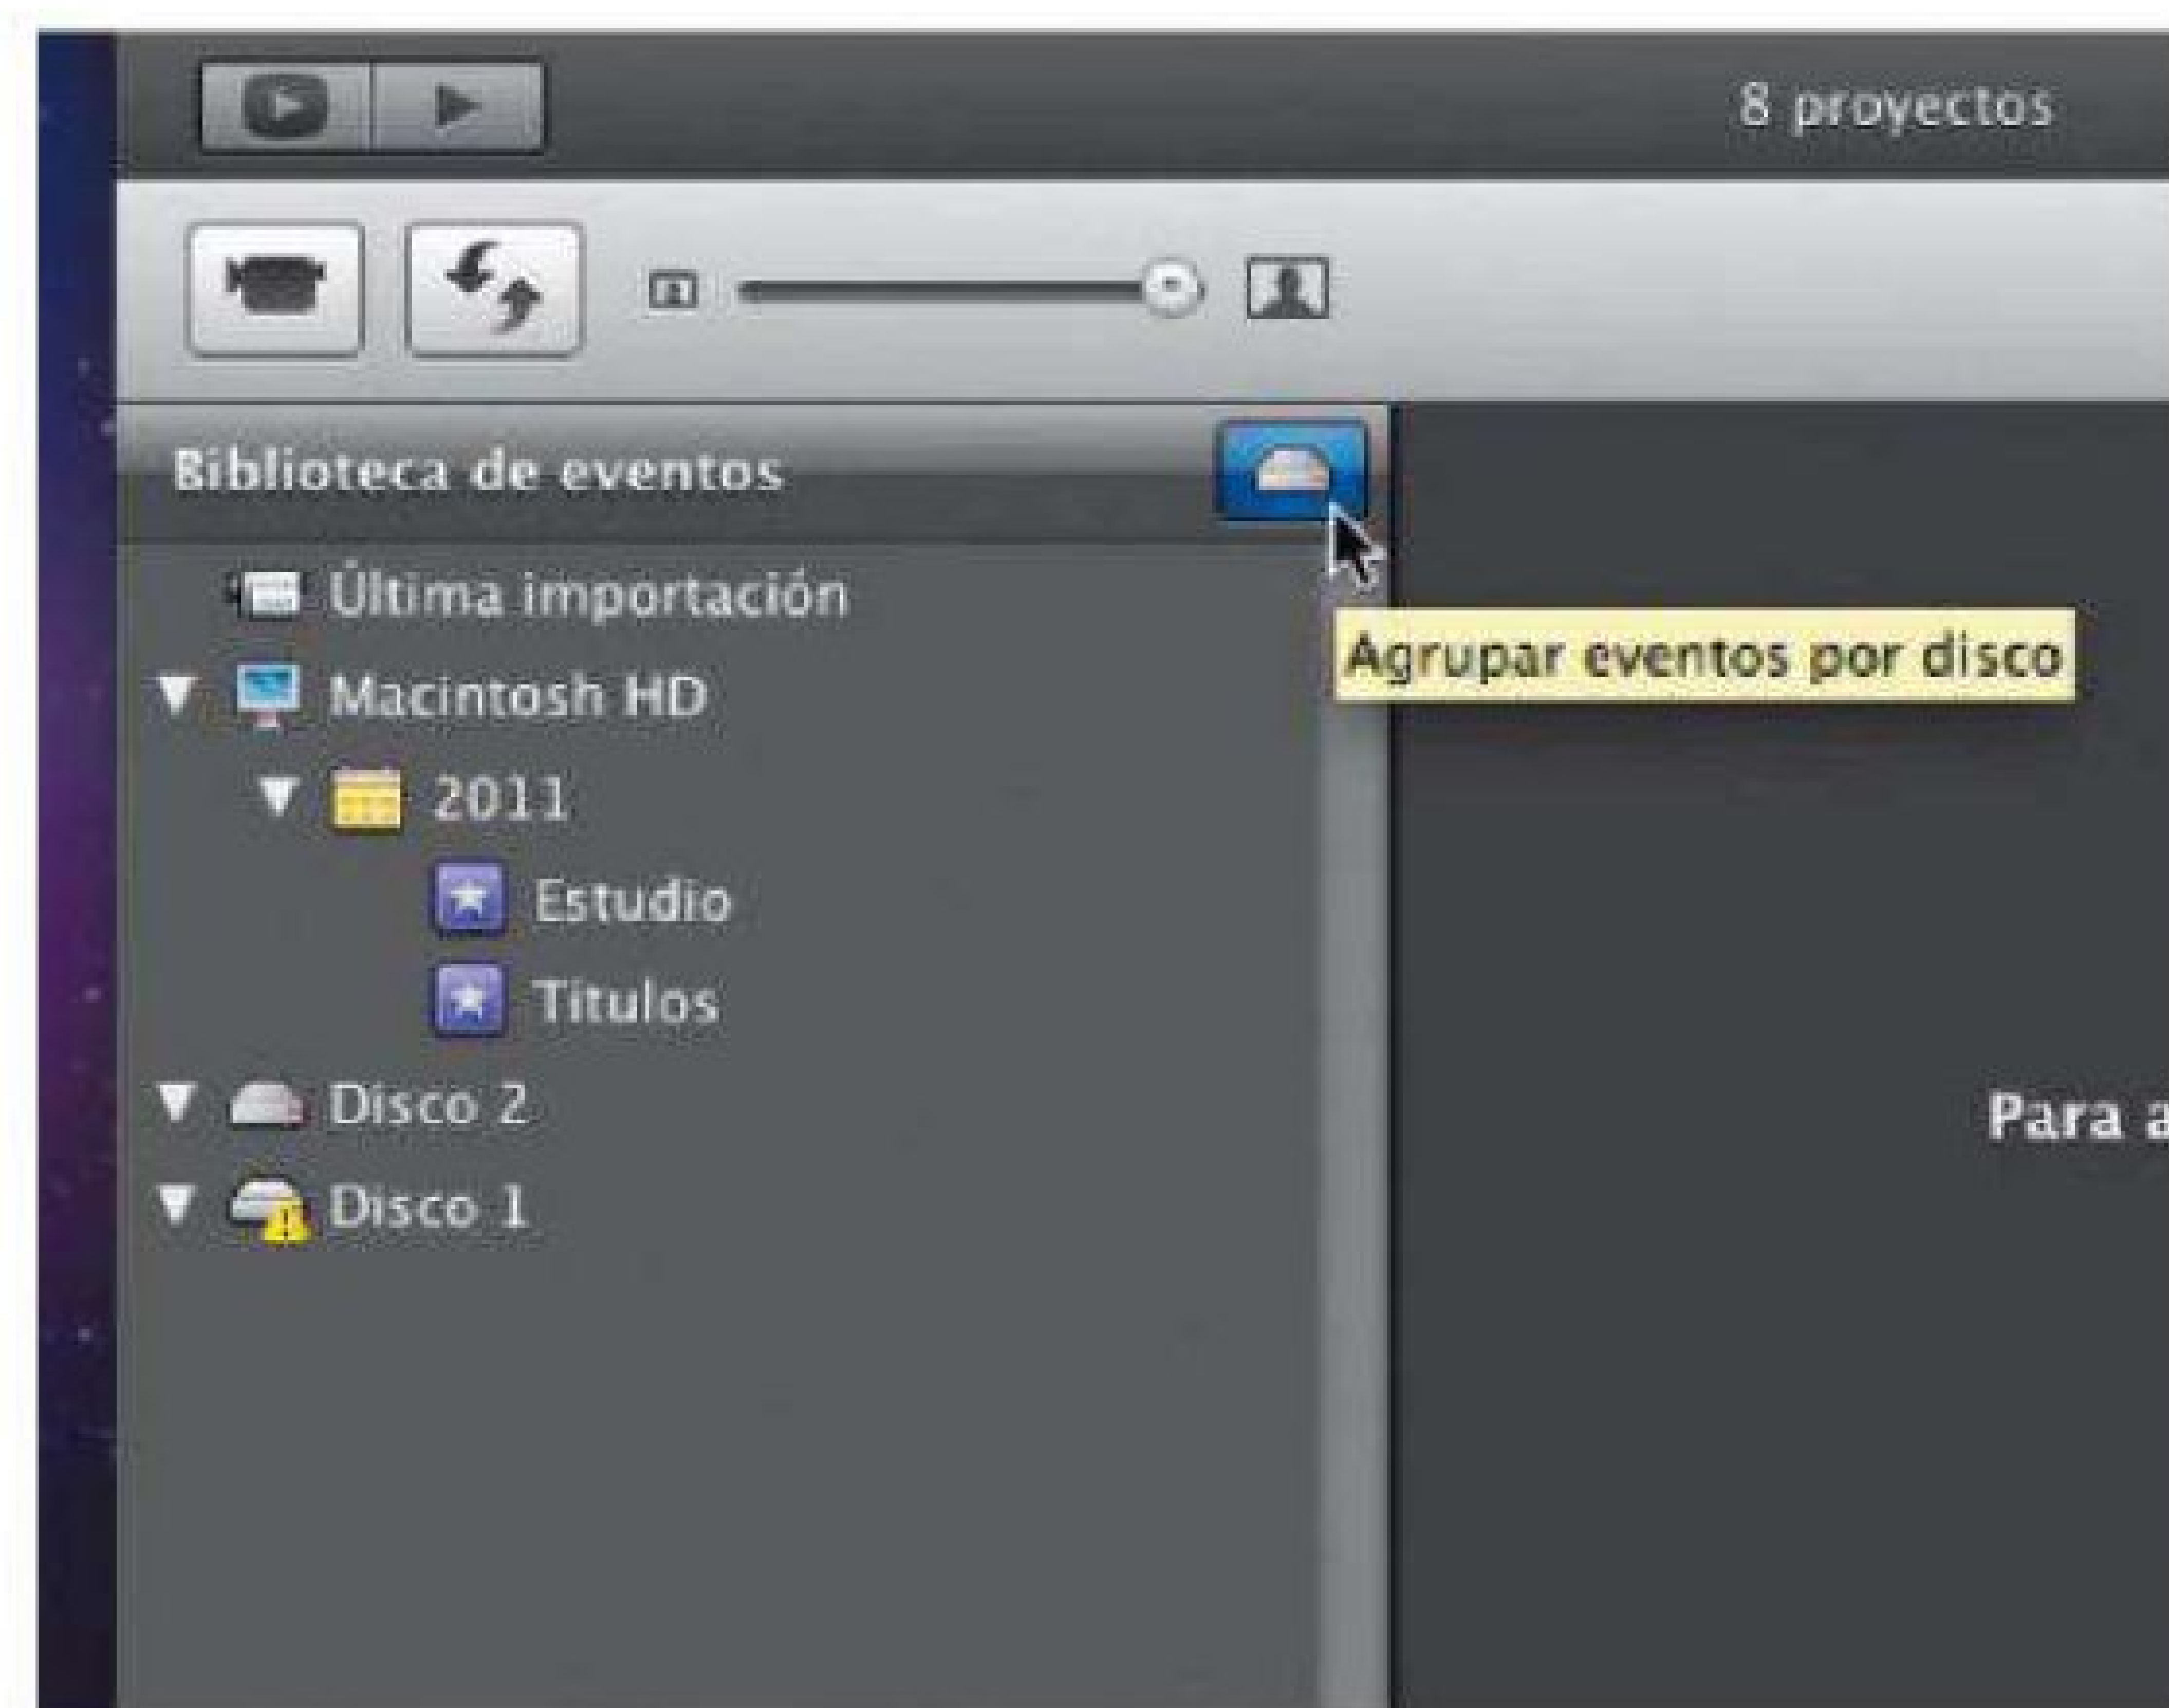 8 proyectos
Biblioteca de eventos
Última importación
Agrupar eventos por disco
Macintosh HD
2011
Estudio
Títulos
Disco 2
Para a
Disco 1